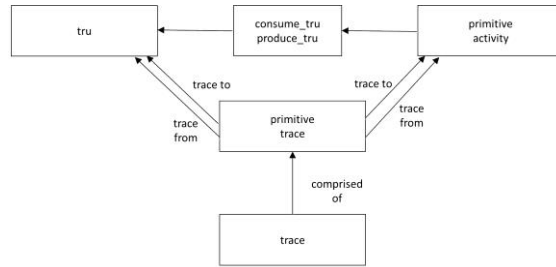 tru
consume_tru
produce_tru
primitive
activity
trace to
trace to
trace
from
primitive
trace
trace
from
comprised
of
trace